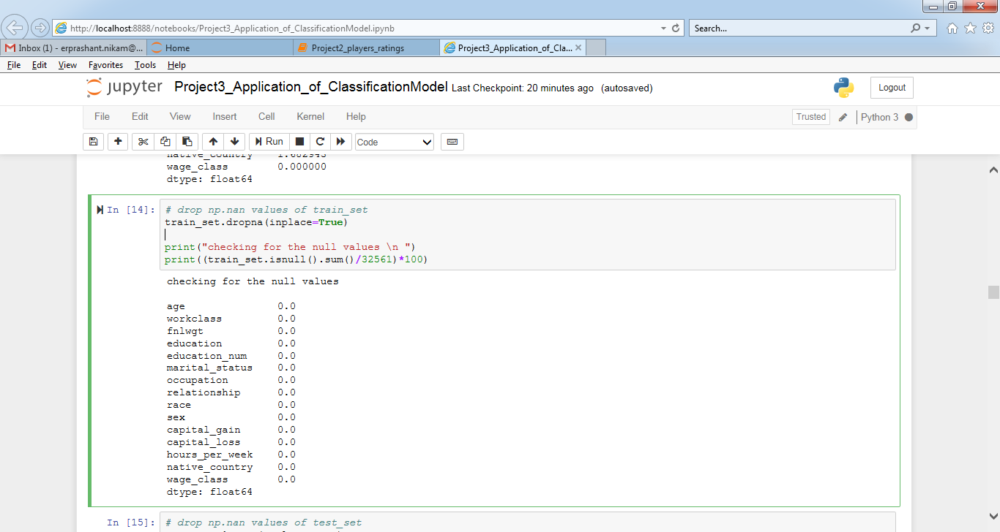 http://localhost:8888/notebooks/Project3_Application_of_ClassificationModel.ipynb
Search...
Inbox (1) - erprashant.nikam@...
Home
Project2_players_ratings
Project3_Application_of_Cla...
File Edit View Favorites Tools Help
jupyter Project3_Application_of_ClassificationModel Last Checkpoint: 20 minutes ago (autosaved)
Logout
File Edit View Insert Cell Kernel Help
Trusted
Python 3
Run
Code
native_country 1.682943
wage_class 0.000000
dtype: float64
In [14]: # drop np.nan values of train_set
train_set.dropna(inplace=True)
print("checking for the null values \n ")
print((train_set.isnull().sum()/32561)*100)
checking for the null values
age 0.0
workclass 0.0
fnlwgt 0.0
education 0.0
education_num 0.0
marital_status 0.0
occupation 0.0
relationship 0.0
race 0.0
sex 0.0
capital_gain 0.0
capital_loss 0.0
hours_per_week 0.0
native_country 0.0
wage_class 0.0
dtype: float64
In [15]: # drop np.nan values of test_set